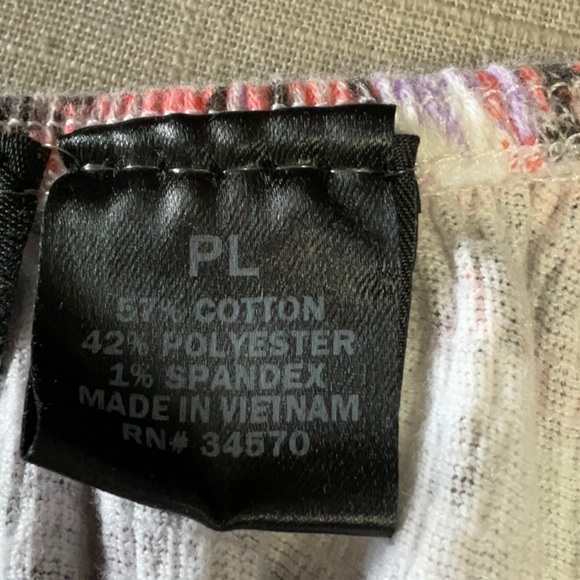 PL
57% COTTON
42% POLYESTER
1% SPANDEX
MADE IN VIETNAM
RN# 34570